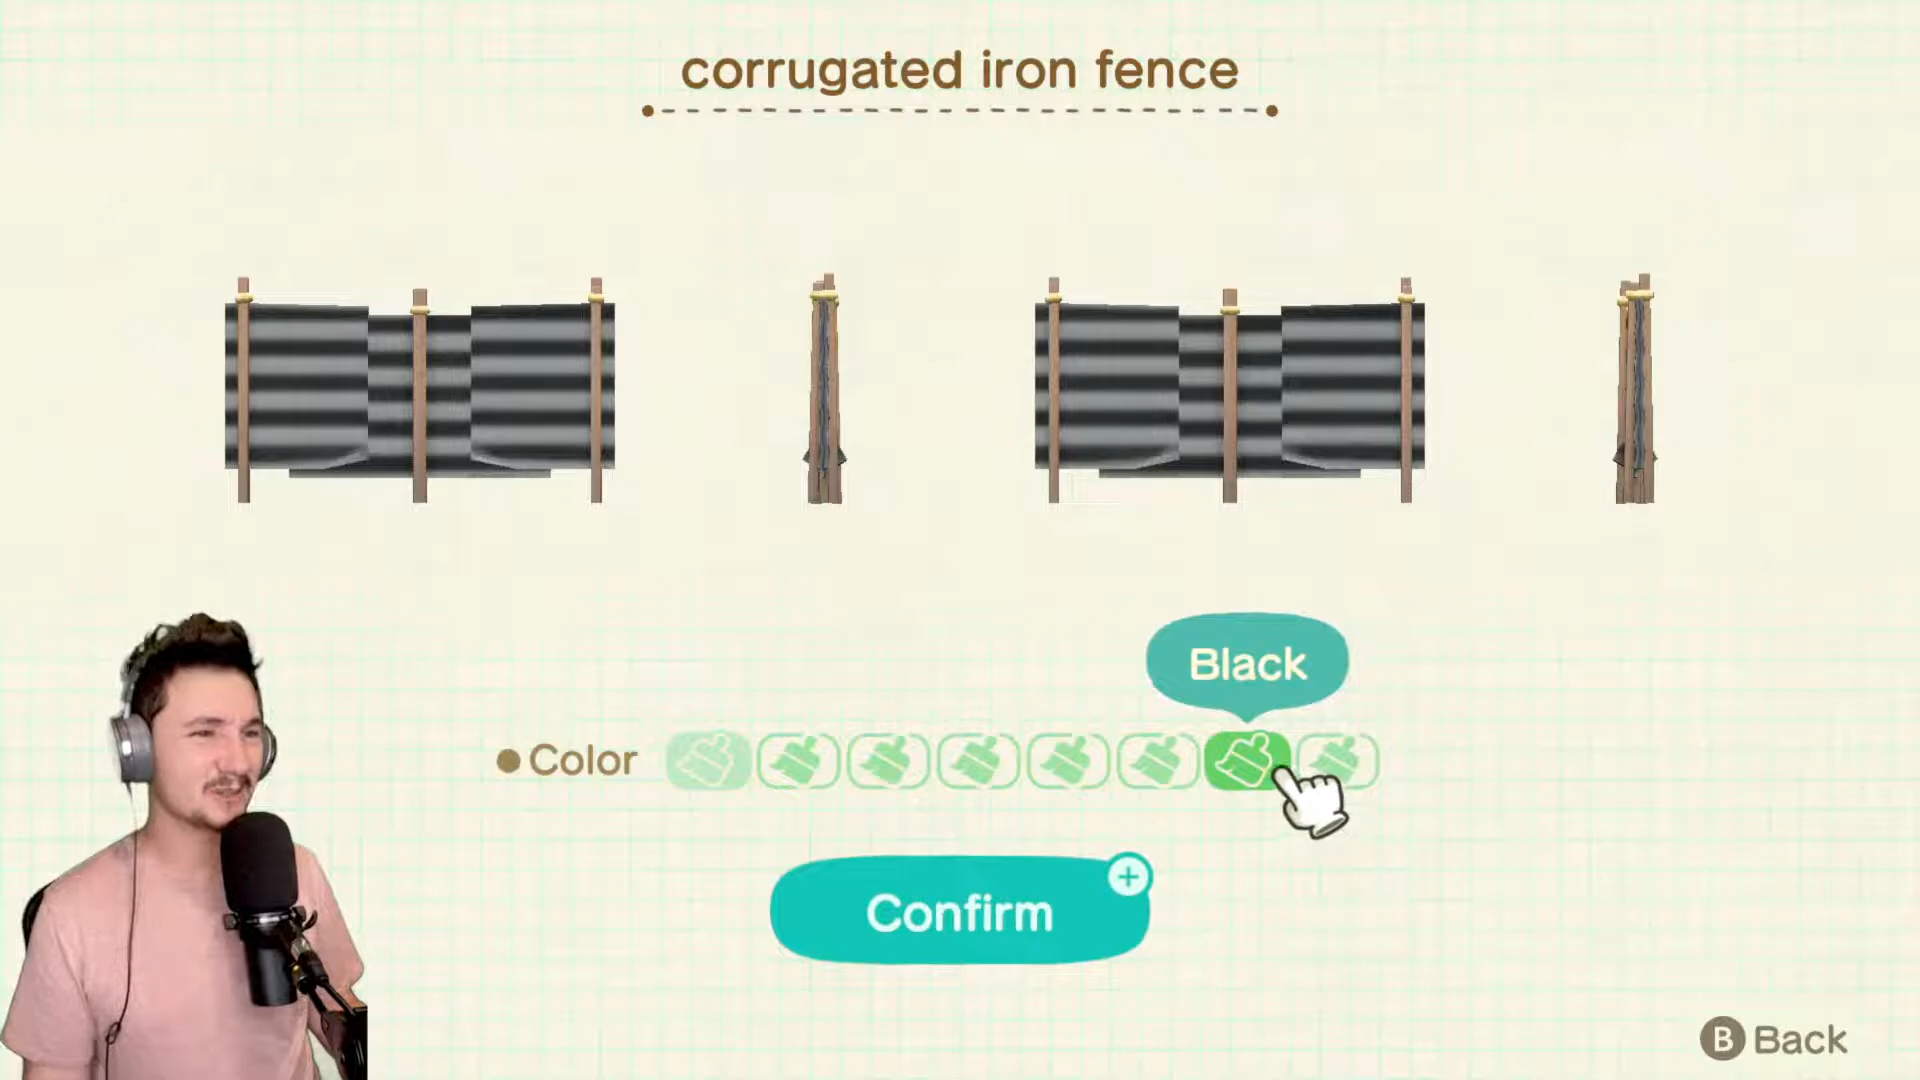 corrugated iron fence
Black
Color
Confirm
B Back